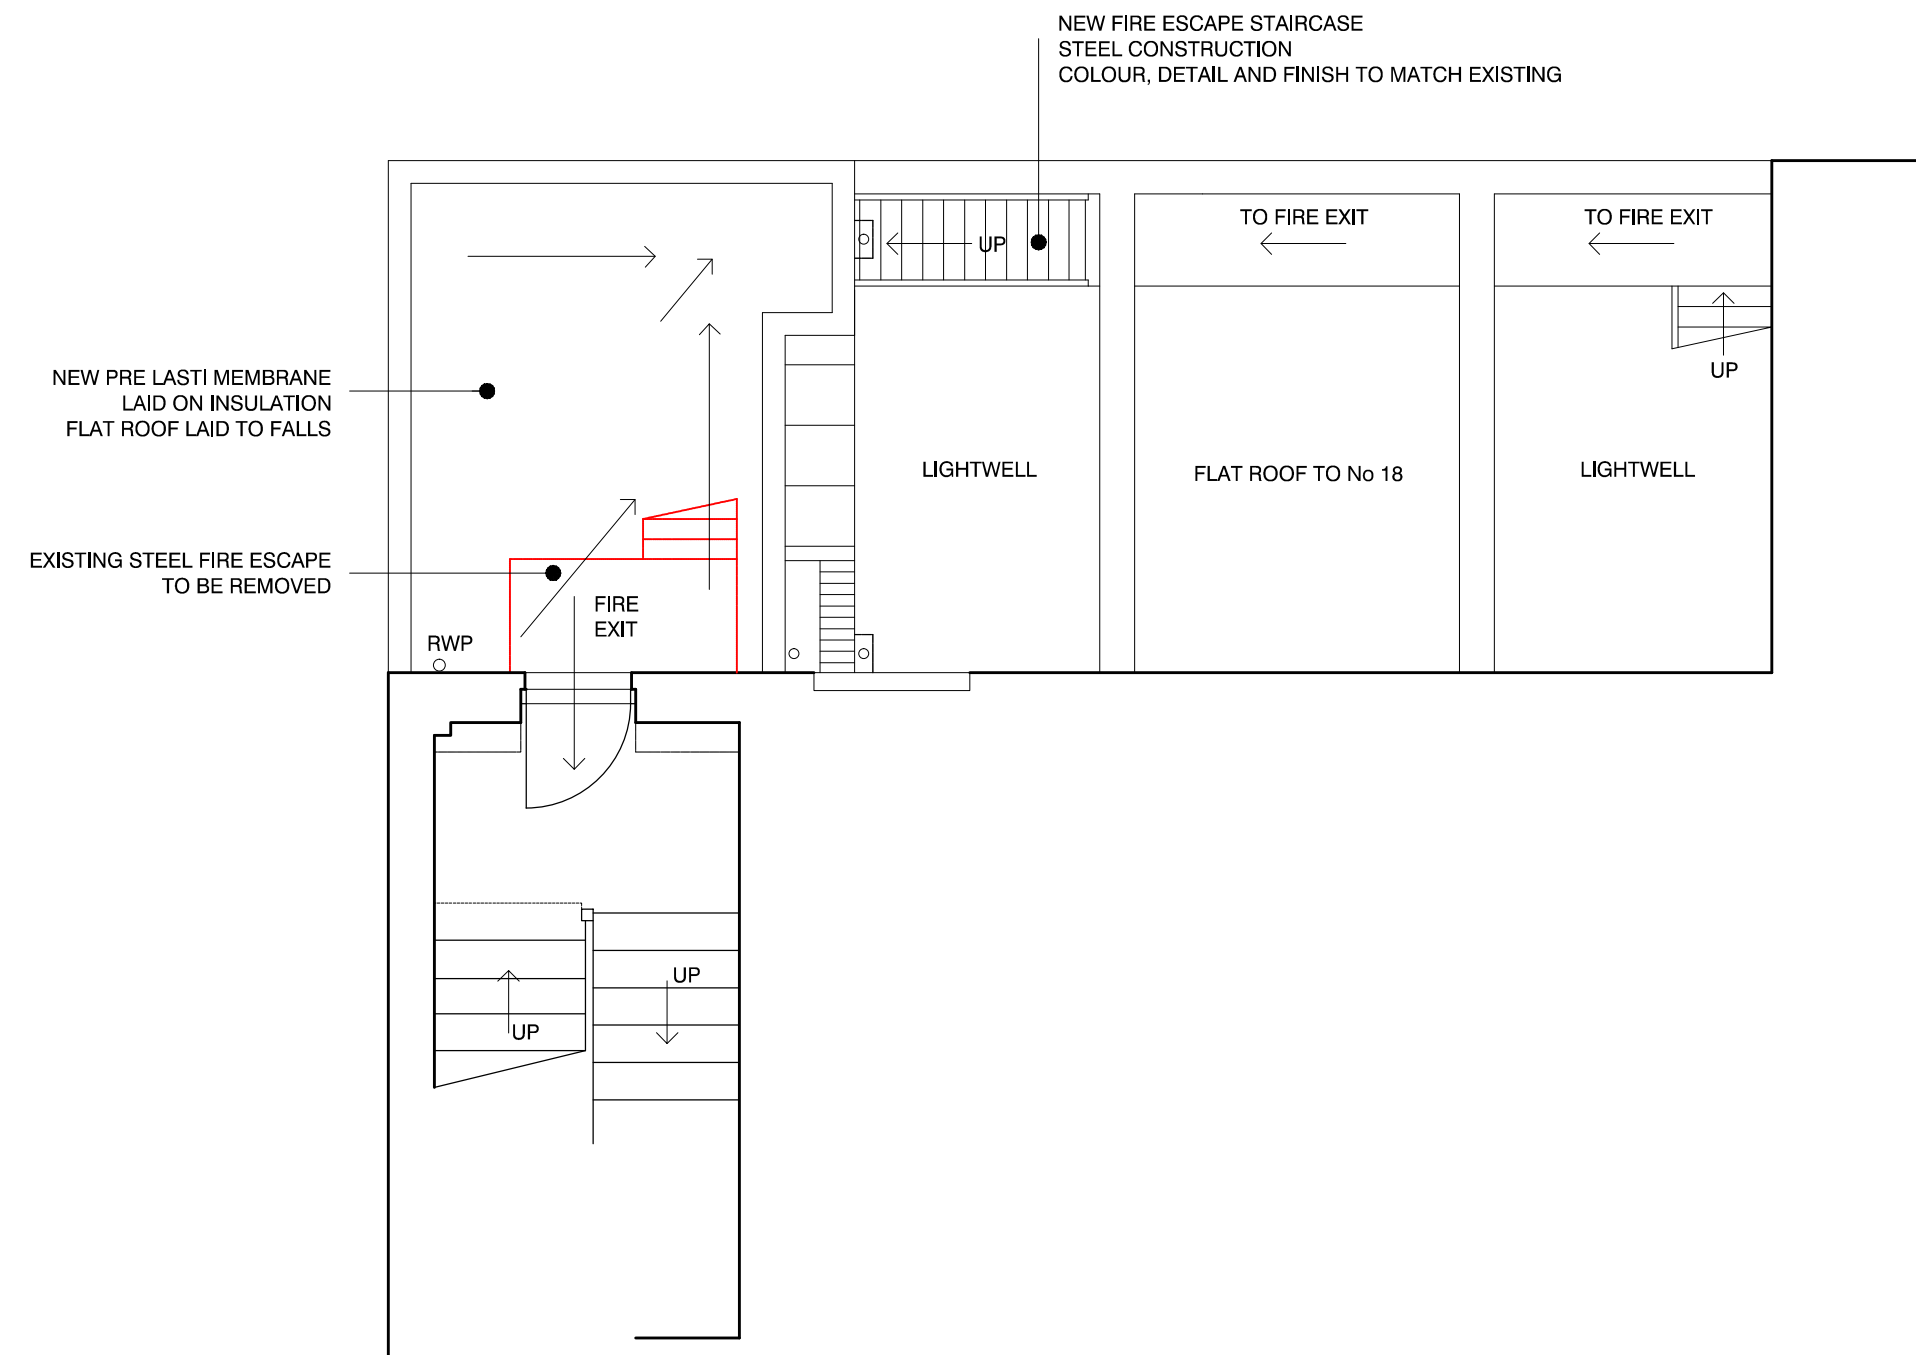 NEW FIRE ESCAPE STAIRCASE
STEEL CONSTRUCTION
COLOUR, DETAIL AND FINISH TO MATCH EXISTING
TO FIRE EXIT
TO FIRE EXIT
UP
UP
NEW PRE LASTI MEMBRANE
LAID ON INSULATION
FLAT ROOF LAID TO FALLS
LIGHTWELL
FLAT ROOF TO No 18
LIGHTWELL
EXISTING STEEL FIRE ESCAPE
TO BE REMOVED
FIRE
EXIT
RWP
UP
UP